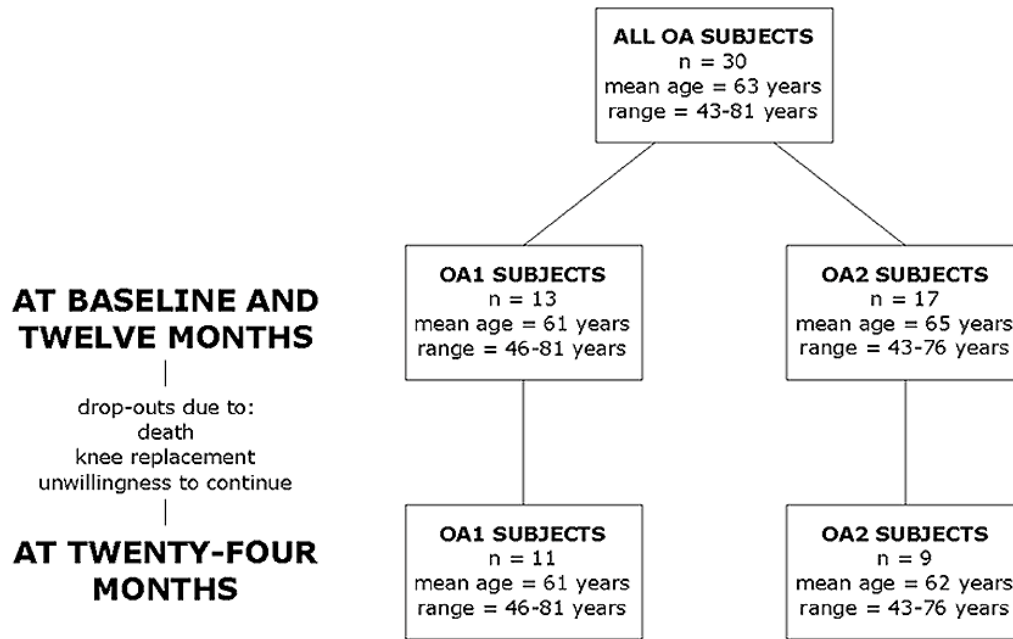 ALL OA SUBJECTS
n = 30
mean age = 63 years
range = 43-81 years
AT BASELINE AND
TWELVE MONTHS
OA1 SUBJECTS
n = 13
mean age = 61 years
range = 46-81 years
OA2 SUBJECTS
n = 17
mean age = 65 years
range = 43-76 years
drop-outs due to:
death
knee replacement
unwillingness to continue
AT TWENTY-FOUR
MONTHS
OA1 SUBJECTS
n = 11
mean age = 61 years
range = 46-81 years
OA2 SUBJECTS
n = 9
mean age = 62 years
range = 43-76 years